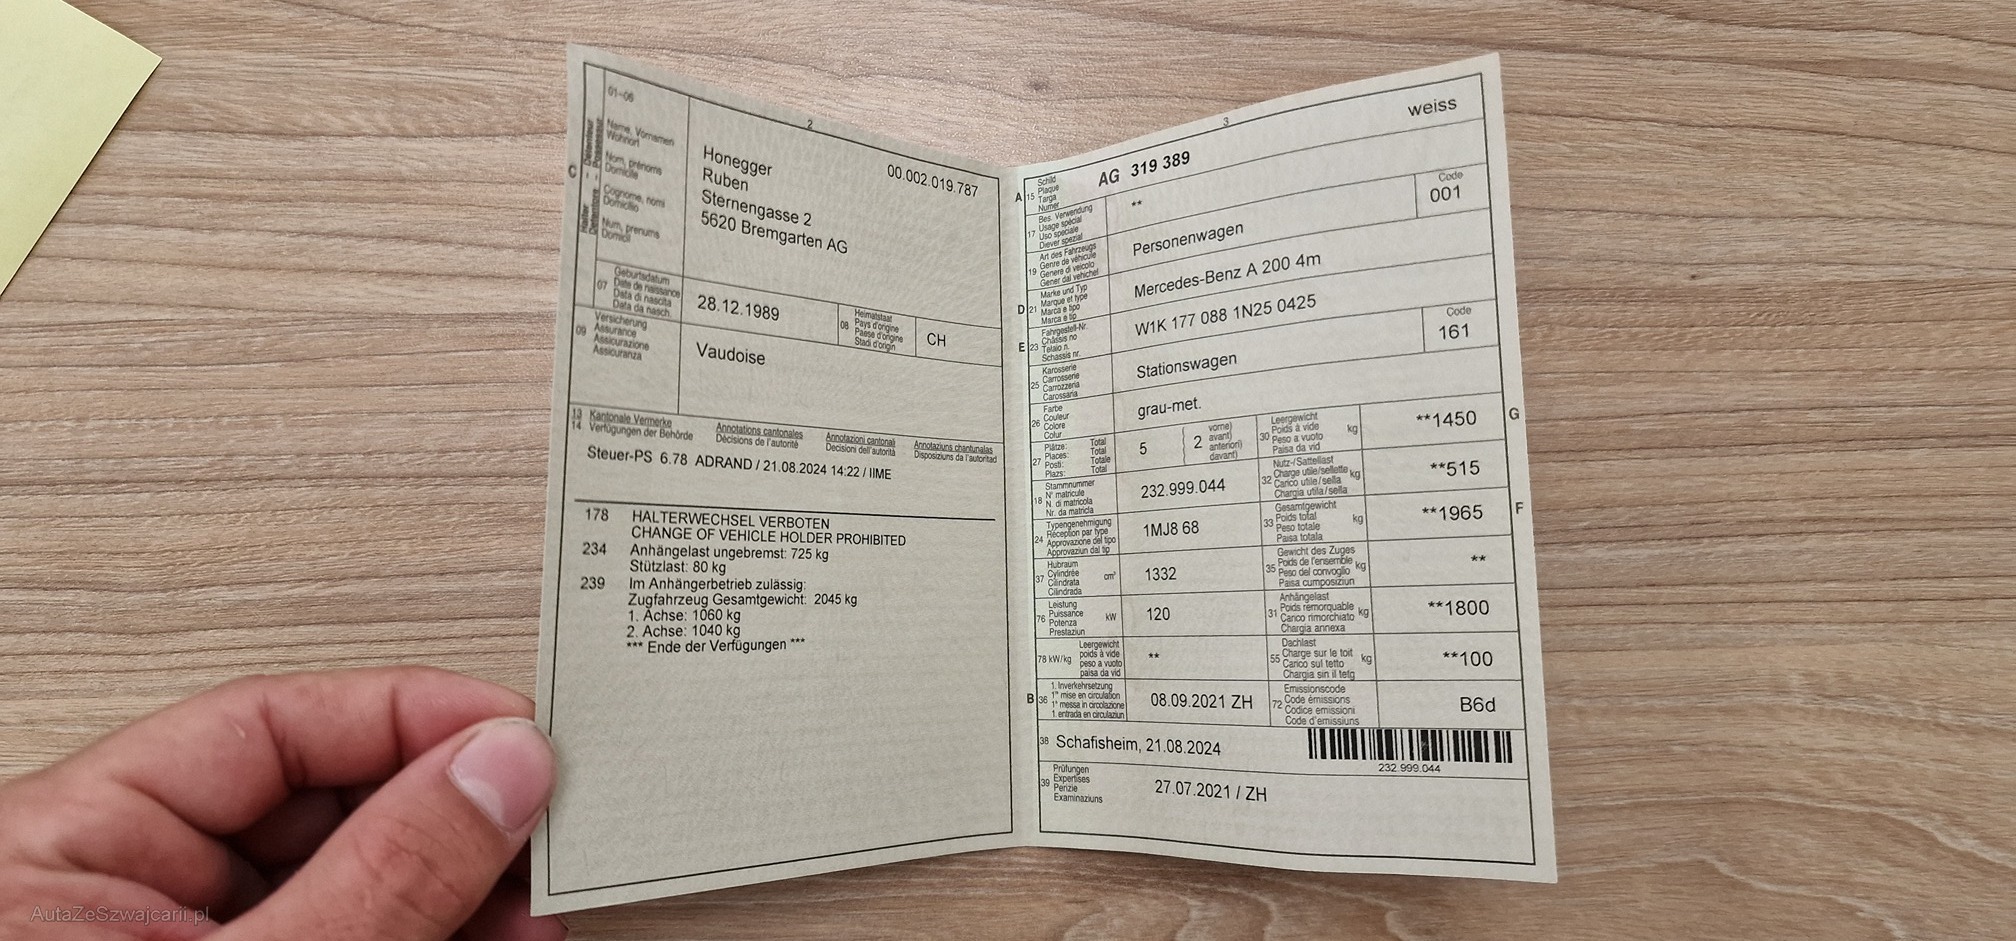 2
01-06
C
Halter Détenteur
Detentore Possessur
Name, Vornamen
Wohnort
Nom, prénoms
Domicile
Cognome, nomi
Domicilio
Num, prenums
Domicil
Honegger
00.002.019.787
Ruben
Sternengasse 2
5620 Bremgarten AG
07
Geburtsdatum
Date de naissance
Data di nascita
Data da nasch.
28.12.1989
08
Heimatstaat
Pays d'origine
Paese d'origine
Stadi d'origin
CH
09
Versicherung
Assurance
Assicurazione
Assicuranza
Vaudoise
13 Kantonale Vermerke
14 Verfügungen der Behörde
Annotations cantonales
Décisions de l'autorité
Annotazioni cantonali
Decisioni dell'autorità
Annotaziuns chantunalas
Disposiziuns da l'autoritad
Steuer-PS 6.78 ADRAND / 21.08.2024 14:22 / IIME
178 HALTERWECHSEL VERBOTEN
CHANGE OF VEHICLE HOLDER PROHIBITED
234 Anhängelast ungebremst: 725 kg
Stützlast: 80 kg
239 Im Anhängerbetrieb zulässig:
Zugfahrzeug Gesamtgewicht: 2045 kg
1. Achse: 1060 kg
2. Achse: 1040 kg
*** Ende der Verfügungen ***
3
weiss
A 15
Schild
Plaque
Targa
Numer
AG 319 389
17
Bes. Verwendung
Usage spécial
Uso speciale
Diever spezial
**
19
Art des Fahrzeugs
Genre de véhicule
Genere di veicolo
Gener dal vehichel
Personenwagen
Code
001
D 21
Marke und Typ
Marque et type
Marca e tipo
Marca e tip
Mercedes-Benz A 200 4m
E 23
Fahrgestell-Nr.
Châssis no
Telaio n.
Schassis nr.
W1K 177 088 1N25 0425
25
Karosserie
Carrosserie
Carrozzeria
Carossaria
Stationswagen
Code
161
26
Farbe
Couleur
Colore
Colur
grau-met.
27
Plätze: Total
Places: Total
Posti: Totale
Plazs: Total
5
2
vorne)
avant)
anteriori)
davant)
30
Leergewicht
Poids à vide
Peso a vuoto
Paisa da vid
kg
**1450
G
18
Stammnummer
N° matricule
N. di matricola
Nr. da matricla
232.999.044
32
Nutz-/Sattellast
Charge utile/sellette
Carico utile/sella
Chargia utila/sella
kg
**515
24
Typengenehmigung
Réception par type
Approvazione del tipo
Approvaziun dal tip
1MJ8 68
33
Gesamtgewicht
Poids total
Peso totale
Paisa totala
kg
**1965
F
37
Hubraum
Cylindrée
Cilindrata
Cilindrada
cm³
1332
35
Gewicht des Zuges
Poids de l'ensemble
Peso del convoglio
Paisa cumposiziun
kg
**
76
Leistung
Puissance
Potenza
Prestaziun
kW
120
31
Anhängelast
Poids remorquable
Carico rimorchiato
Chargia annexa
kg
**1800
78 kW/kg
Leergewicht
poids à vide
peso a vuoto
paisa da vid
**
55
Dachlast
Charge sur le toit
Carico sul tetto
Chargia sin il tetg
kg
**100
B 36
1. Inverkehrsetzung
1re mise en circulation
1a messa in circolazione
1. entrada en circulaziun
08.09.2021 ZH
72
Emissionscode
Code émissions
Codice emissioni
Code d'emissiuns
B6d
38 Schafisheim, 21.08.2024
232.999.044
39
Prüfungen
Expertises
Perizie
Examinaziuns
27.07.2021 / ZH
AutaZeSzwajcarii.pl